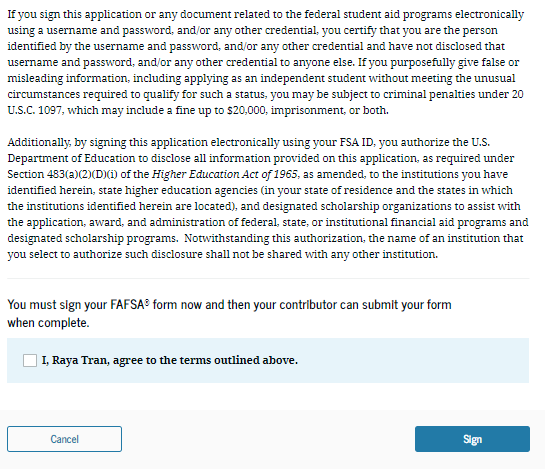 If you sign this application or any document related to the federal student aid programs electronically
using a username and password, and/or any other credential, you certify that you are the person
identified by the username and password, and/or any other credential and have not disclosed that
username and password, and/or any other credential to anyone else. If you purposefully give false or
misleading information, including applying as an independent student without meeting the unusual
circumstances required to qualify for such a status, you may be subject to criminal penalties under 20
U.S.C. 1097, which may include a fine up to $20,000, imprisonment, or both.
Additionally, by signing this application electronically using your FSA ID, you authorize the U.S.
Department of Education to disclose all information provided on this application, as required under
Section 483(a)(2)(D)(i) of the Higher Education Act of 1965, as amended, to the institutions you have
identified herein, state higher education agencies (in your state of residence and the states in which
the institutions identified herein are located), and designated scholarship organizations to assist with
the application, award, and administration of federal, state, or institutional financial aid programs and
designated scholarship programs. Notwithstanding this authorization, the name of an institution that
you select to authorize such disclosure shall not be shared with any other institution.
You must sign your FAFSA® form now and then your contributor can submit your form
when complete.
I, Raya Tran, agree to the terms outlined above.
Cancel
Sign